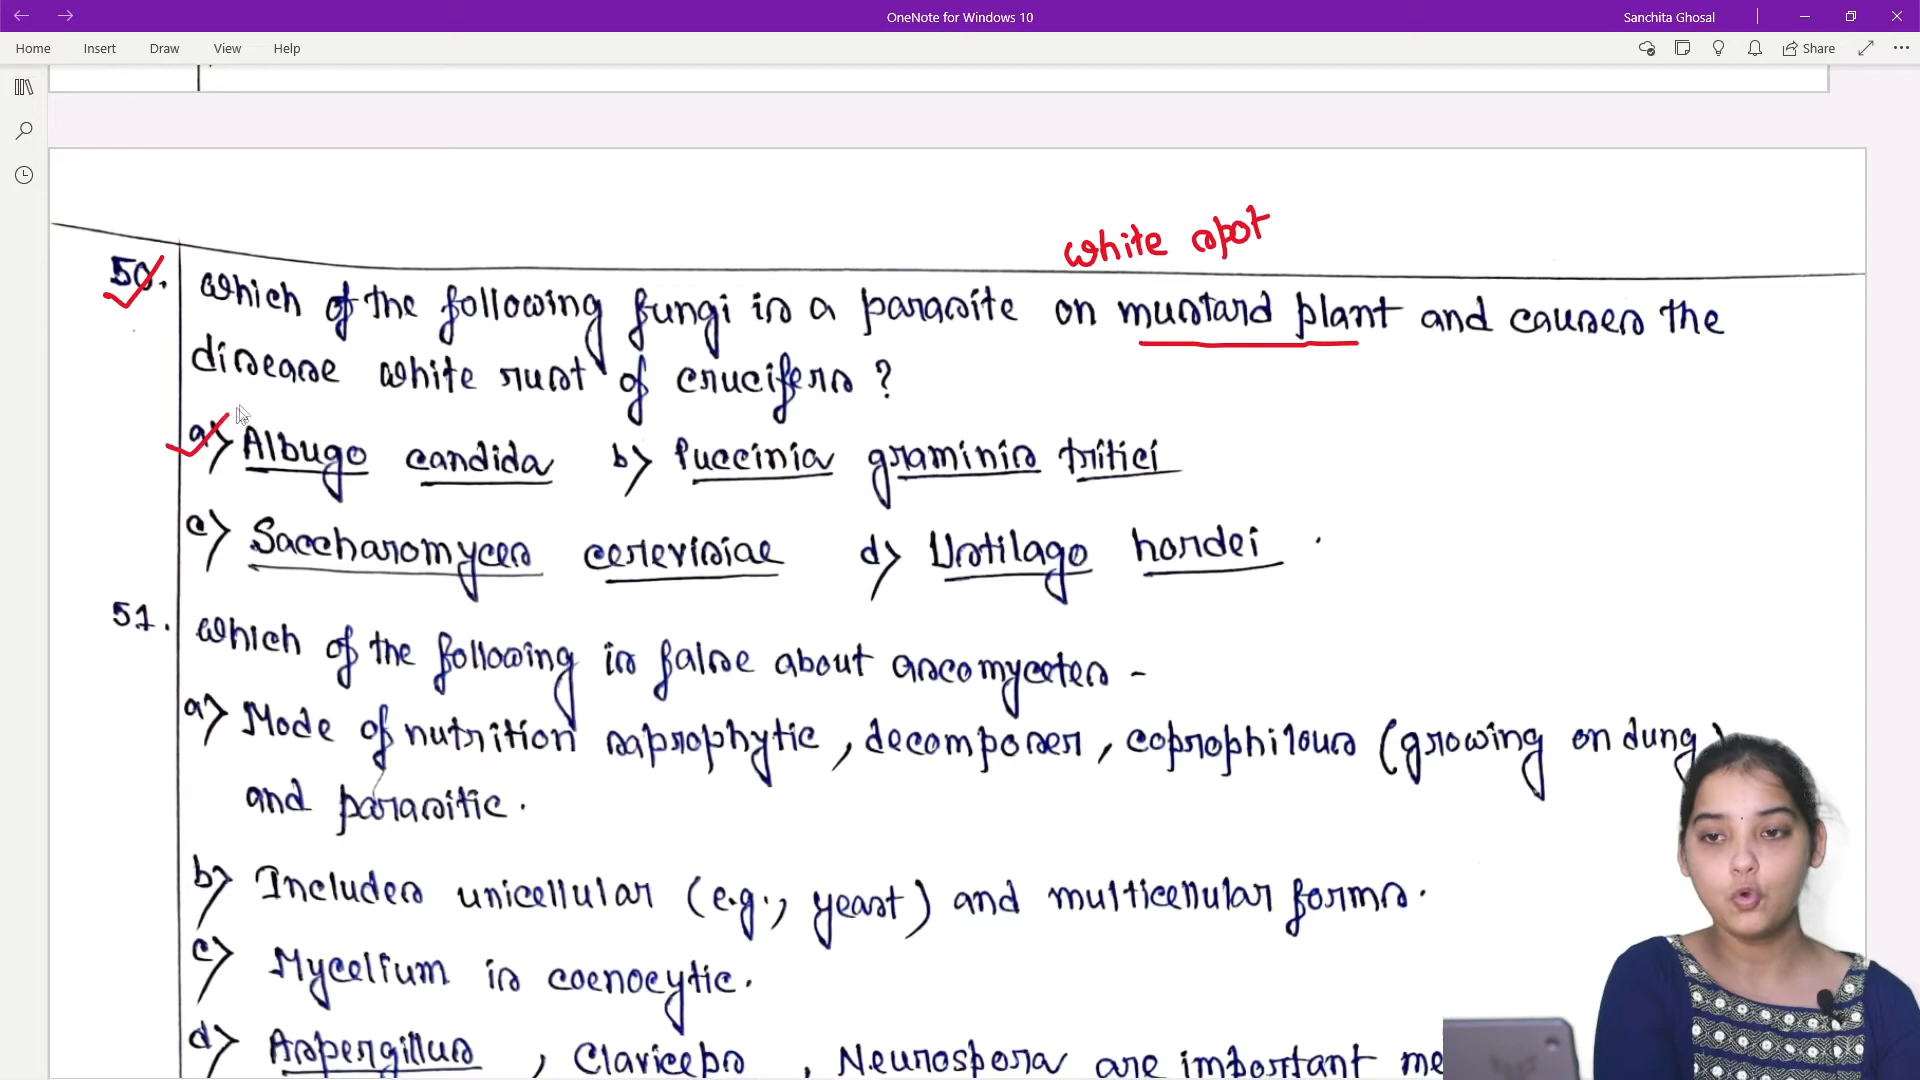 OneNote for Windows 10
Sanchita Ghosal
Home Insert Draw View Help
Share
white spot
50. Which of the following fungi is a parasite on mustard plant and causes the
disease white rust of crucifers ?
a) Albugo candida b) Puccinia graminis tritici
c) Saccharomyces cerevisiae d) Ustilago hordei .
51. Which of the following is false about ascomycetes -
a) Mode of nutrition saprophytic, decomposer, coprophilous (growing on dung)
and parasitic.
b) Includes unicellular (e.g., yeast) and multicellular forms.
c) Mycelium is coenocytic.
d) Aspergillus , Claviceps , Neurospora are important me